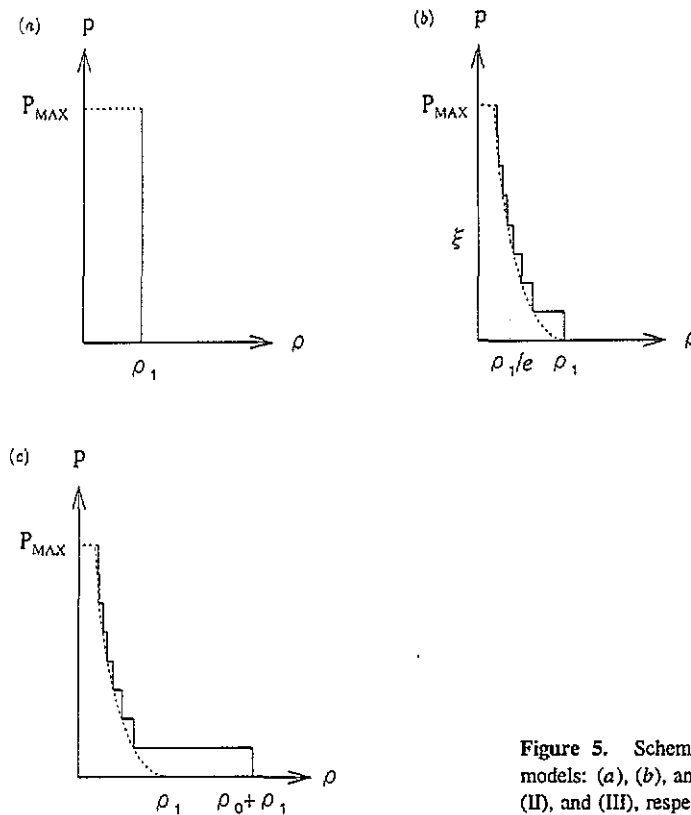 (a) p
P_MAX
ρ
ρ_1
(b) p
P_MAX
ξ
ρ
ρ_1/e ρ_1
(c) p
P_MAX
ρ
ρ_1 ρ_0+ρ_1
Figure 5. Schem
models: (a), (b), an
(II), and (III), respe